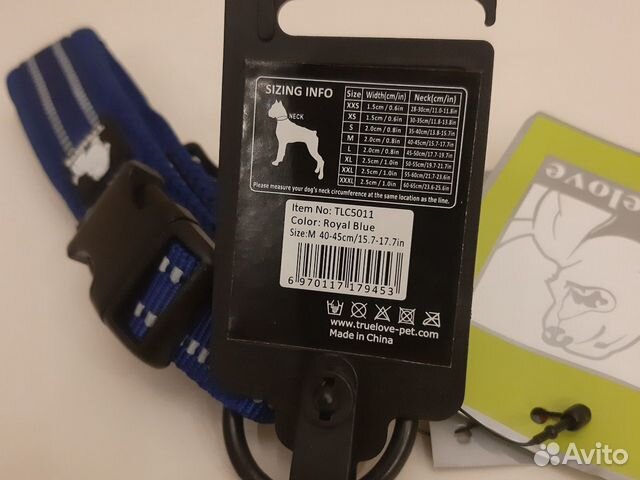 SIZING INFO
NECK
Size Width(cm/in) Neck(cm/in)
XXS 1.5cm / 0.6in 28-30cm/11.0-11.8in
XS 1.5cm / 0.6in 30-35cm/11.8-13.8in
S 2.0cm / 0.8in 35-40cm/13.8-15.7in
M 2.0cm / 0.8in 40-45cm/15.7-17.7in
L 2.0cm / 0.8in 45-50cm/17.7-19.7in
XL 2.5cm / 1.0in 50-55cm/19.7-21.7in
XXL 2.5cm / 1.0in 55-60cm/21.7-23.6in
XXXL 2.5cm / 1.0in 60-65cm/23.6-25.6in
Please measure your dog's neck circumference at the same location as the line.
Item No: TLC5011
Color: Royal Blue
Size:M 40-45cm/15.7-17.7in
6 970117 179453
www.truelove-pet.com
Made in China
uelove
Avito